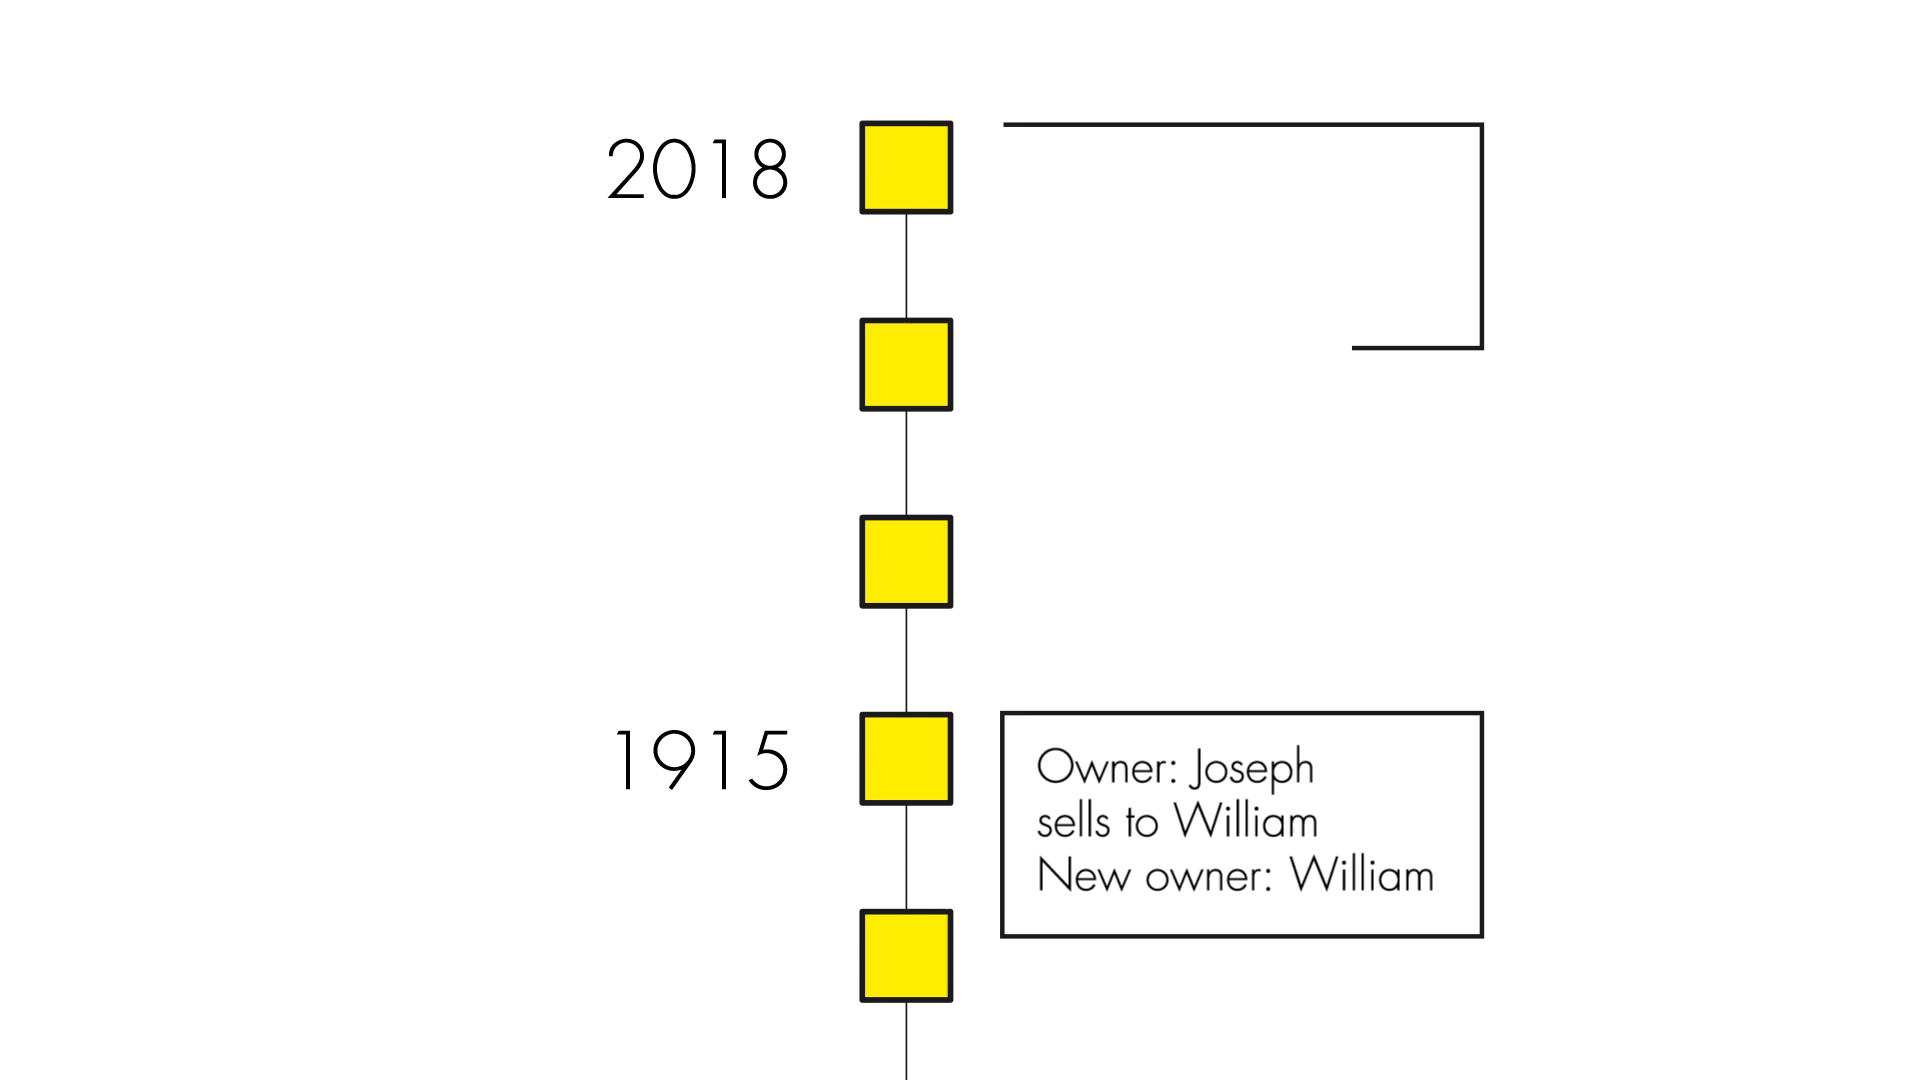 2018
1915
Owner: Joseph
sells to William
New owner: William